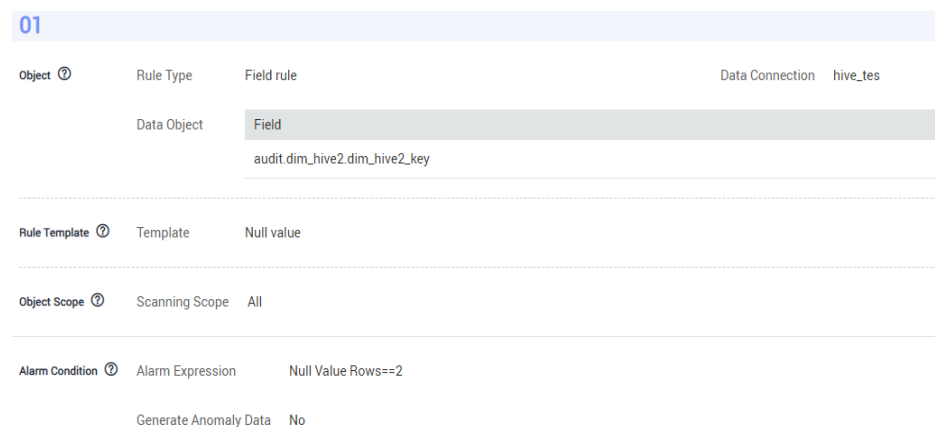 01
Object ? Rule Type Field rule Data Connection hive_tes
Data Object Field
audit.dim_hive2.dim_hive2_key
Rule Template ? Template Null value
Object Scope ? Scanning Scope All
Alarm Condition ? Alarm Expression Null Value Rows==2
Generate Anomaly Data No